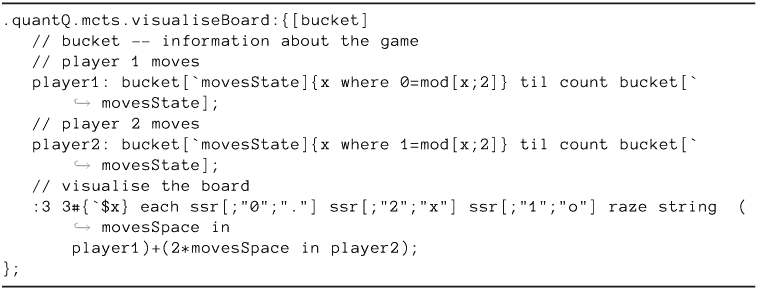 .quantQ.mcts.visualiseBoard:{[bucket]
// bucket -- information about the game
// player 1 moves
player1: bucket[`movesState]{x where 0=mod[x;2]} til count bucket[`
↪ movesState];
// player 2 moves
player2: bucket[`movesState]{x where 1=mod[x;2]} til count bucket[`
↪ movesState];
// visualise the board
:3 3#{`$x} each ssr[;"0";"."] ssr[;"2";"x"] ssr[;"1";"o"] raze string  (
↪ movesSpace in
player1)+(2*movesSpace in player2);
};